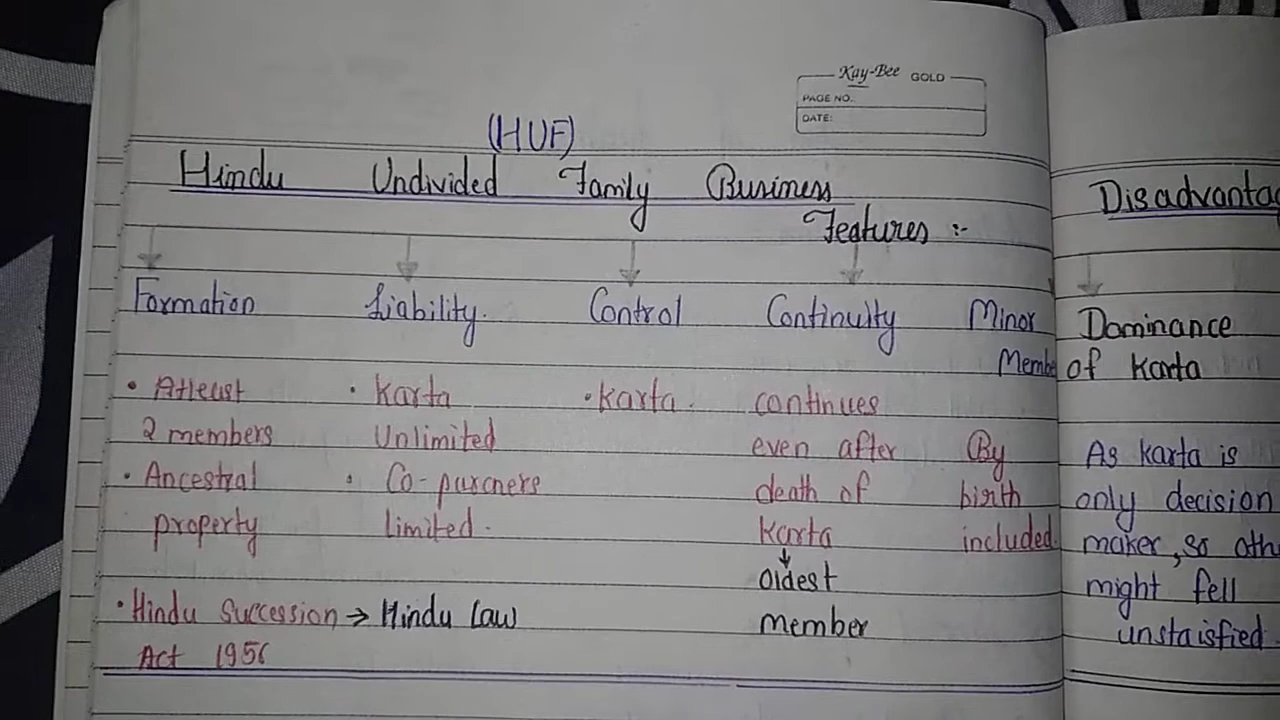 Kay-Bee GOLD
PAGE NO.:
DATE:
(HUF)
Hindu Undivided Family Business
Features :-
Formation
• Atleast
2 members
• Ancestral
property
• Hindu Succession → Hindu Law
Act 1956
Liability.
• Karta
Unlimited
• Co-parcners
limited.
Control
• Karta.
Continuity
continues
even after
death of
Karta
↓
oldest
member
Minor
Membe
By
birth
included.
Disadvantag
Dominance
of Karta
As karta is
only decision
maker, so oth
might fell
unstaisfied.